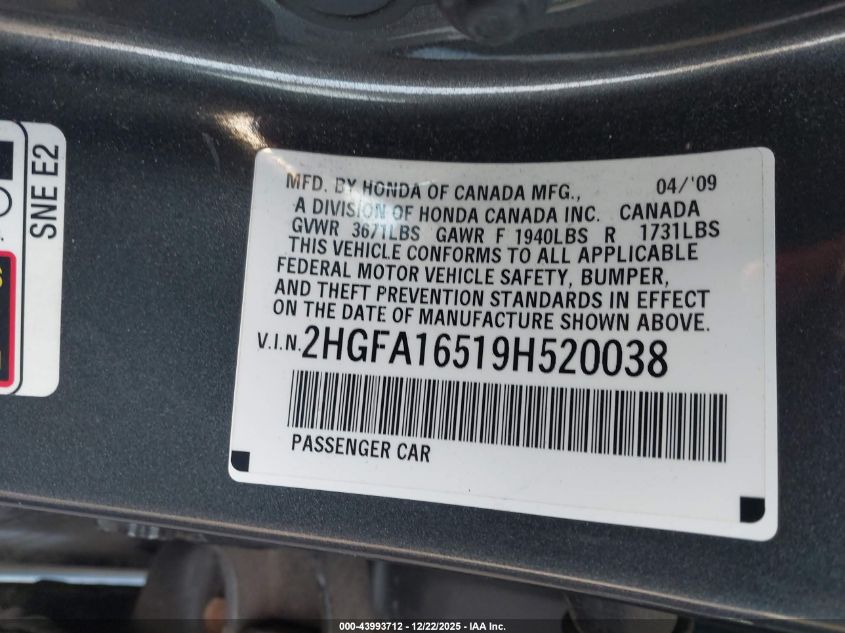 SNE E2
MFD. BY HONDA OF CANADA MFG., 04/'09
A DIVISION OF HONDA CANADA INC. CANADA
GVWR 3671LBS GAWR F 1940LBS R 1731LBS
THIS VEHICLE CONFORMS TO ALL APPLICABLE
FEDERAL MOTOR VEHICLE SAFETY, BUMPER,
AND THEFT PREVENTION STANDARDS IN EFFECT
ON THE DATE OF MANUFACTURE SHOWN ABOVE.
V.I.N. 2HGFA16519H520038
PASSENGER CAR
000-43993712 - 12/22/2025 - IAA Inc.